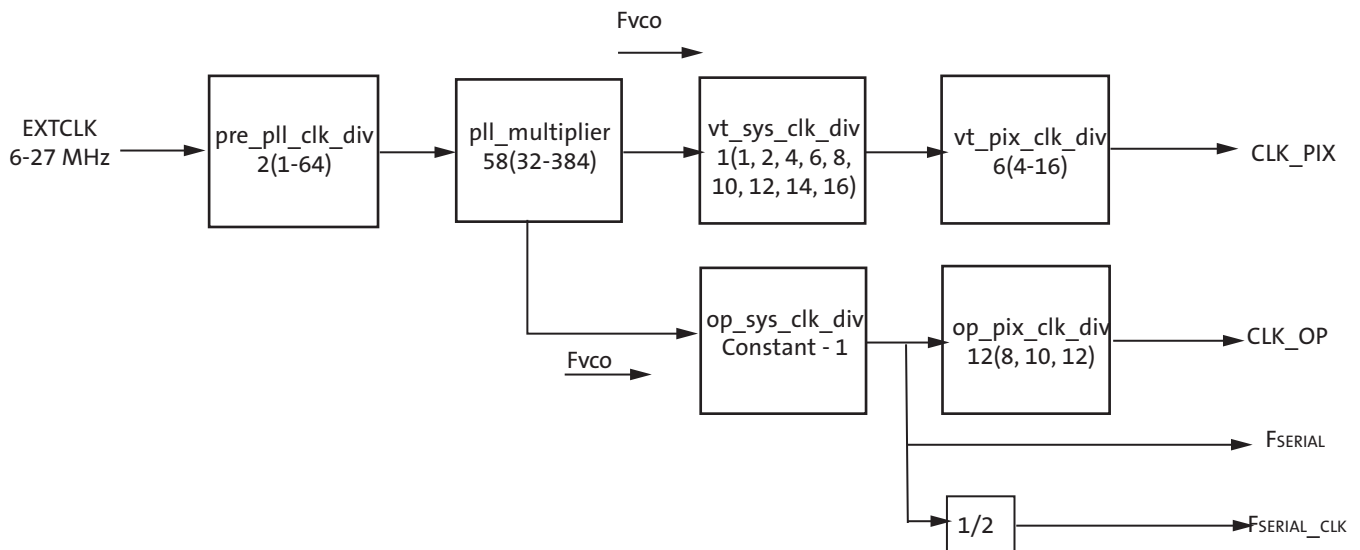 Fvco
EXTCLK
6-27 MHz
pre_pll_clk_div
2(1-64)
pll_multiplier
58(32-384)
vt_sys_clk_div
1(1, 2, 4, 6, 8,
10, 12, 14, 16)
vt_pix_clk_div
6(4-16)
CLK_PIX
Fvco
op_sys_clk_div
Constant - 1
op_pix_clk_div
12(8, 10, 12)
CLK_OP
FSERIAL
1/2
FSERIAL_CLK